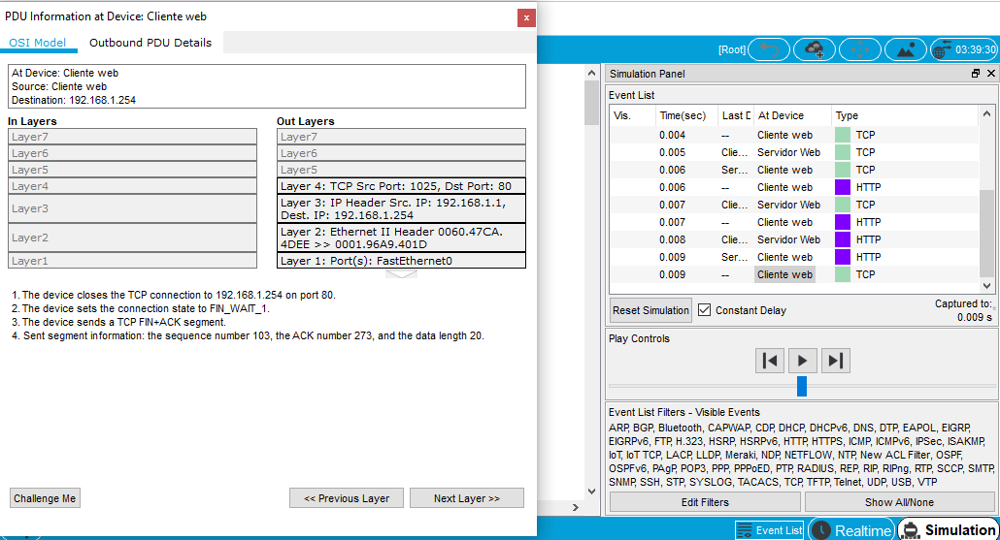 PDU Information at Device: Cliente web
x
OSI Model
Outbound PDU Details
At Device: Cliente web
Source: Cliente web
Destination: 192.168.1.254
In Layers
Layer7
Layer6
Layer5
Layer4
Layer3
Layer2
Layer1
Out Layers
Layer7
Layer6
Layer5
Layer 4: TCP Src Port: 1025, Dst Port: 80
Layer 3: IP Header Src. IP: 192.168.1.1,
Dest. IP: 192.168.1.254
Layer 2: Ethernet II Header 0060.47CA.
4DEE >> 0001.96A9.401D
Layer 1: Port(s): FastEthernet0
1. The device closes the TCP connection to 192.168.1.254 on port 80.
2. The device sets the connection state to FIN_WAIT_1.
3. The device sends a TCP FIN+ACK segment.
4. Sent segment information: the sequence number 103, the ACK number 273, and the data length 20.
Challenge Me
<< Previous Layer
Next Layer >>
[Root]
03:39:30
Simulation Panel
Event List
Vis. Time(sec) Last D At Device Type
0.004 -- Cliente web TCP
0.005 Clie... Servidor Web TCP
0.006 Ser... Cliente web TCP
0.006 -- Cliente web HTTP
0.007 Clie... Servidor Web TCP
0.007 -- Cliente web HTTP
0.008 Clie... Servidor Web HTTP
0.009 Ser... Cliente web HTTP
0.009 -- Cliente web TCP
Reset Simulation
Constant Delay
Captured to:
0.009 s
Play Controls
Event List Filters - Visible Events
ARP, BGP, Bluetooth, CAPWAP, CDP, DHCP, DHCPv6, DNS, DTP, EAPOL, EIGRP,
EIGRPv6, FTP, H.323, HSRP, HSRPv6, HTTP, HTTPS, ICMP, ICMPv6, IPSec, ISAKMP,
IoT, IoT TCP, LACP, LLDP, Meraki, NDP, NETFLOW, NTP, New ACL Filter, OSPF,
OSPFv6, PAgP, POP3, PPP, PPPoED, PTP, RADIUS, REP, RIP, RIPng, RTP, SCCP, SMTP,
SNMP, SSH, STP, SYSLOG, TACACS, TCP, TFTP, Telnet, UDP, USB, VTP
Edit Filters
Show All/None
Event List
Realtime
Simulation